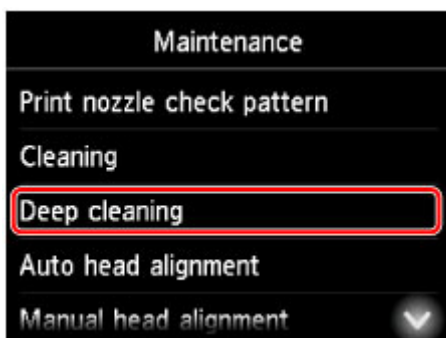 Maintenance
Print nozzle check pattern
Cleaning
Deep cleaning
Auto head alignment
Manual head alignment